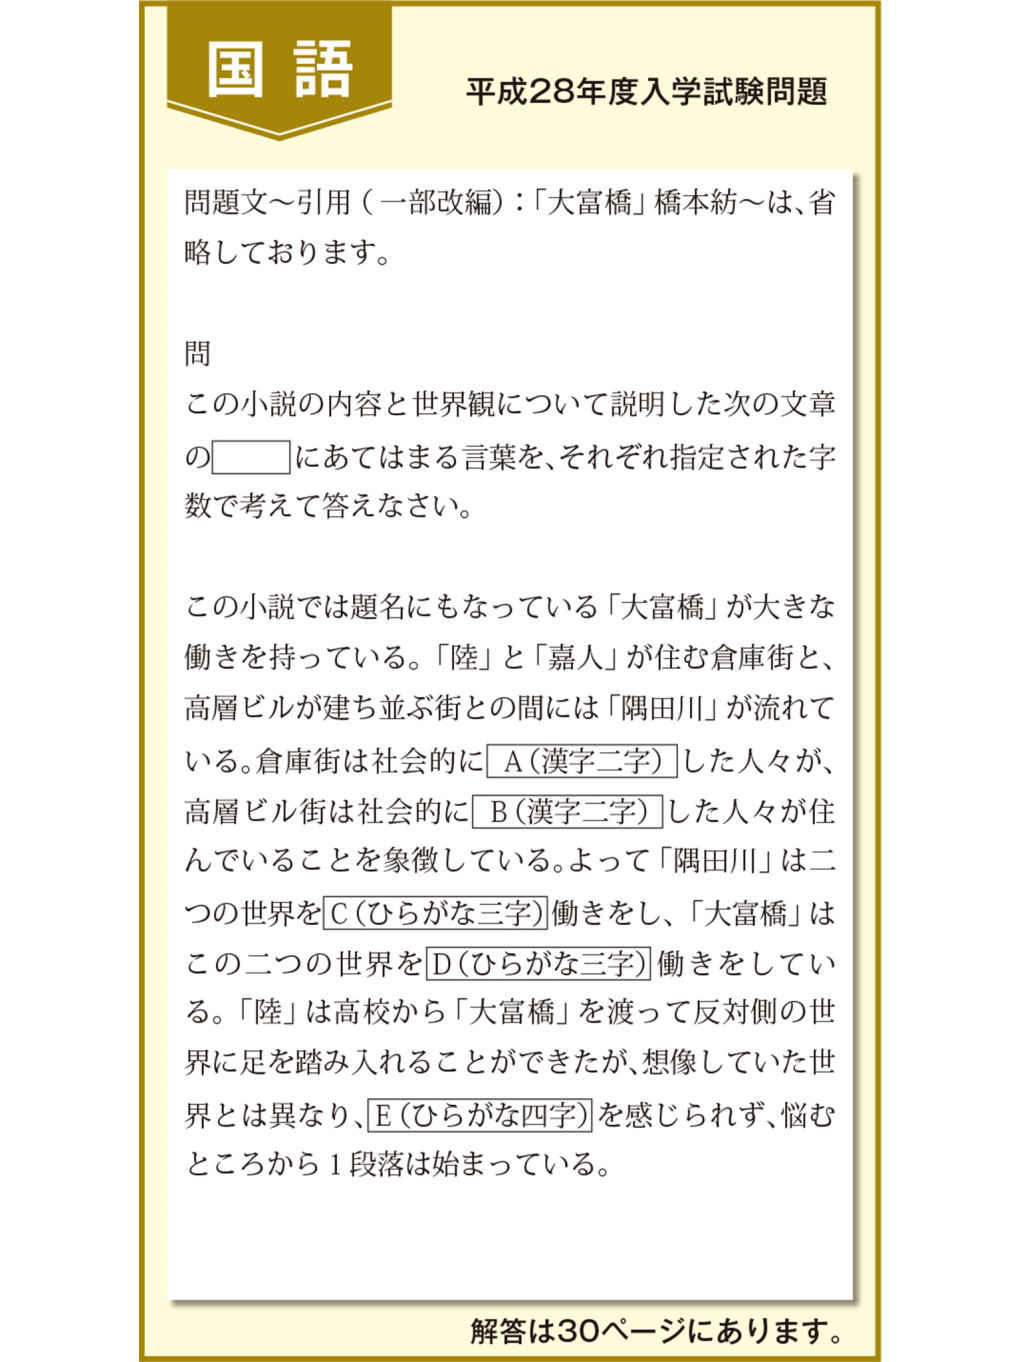 国語
平成28年度入学試験問題
問題文～引用（一部改編）：「大富橋」橋本紡～は、省
略しております。
問
この小説の内容と世界観について説明した次の文章
の　　にあてはまる言葉を、それぞれ指定された字
数で考えて答えなさい。
この小説では題名にもなっている「大富橋」が大きな
働きを持っている。「陸」と「嘉人」が住む倉庫街と、
高層ビルが建ち並ぶ街との間には「隅田川」が流れて
いる。倉庫街は社会的に A（漢字二字）した人々が、
高層ビル街は社会的に B（漢字二字）した人々が住
んでいることを象徴している。よって「隅田川」は二
つの世界を C（ひらがな三字）働きをし、「大富橋」は
この二つの世界を D（ひらがな三字）働きをしてい
る。「陸」は高校から「大富橋」を渡って反対側の世
界に足を踏み入れることができたが、想像していた世
界とは異なり、E（ひらがな四字）を感じられず、悩む
ところから1段落は始まっている。
解答は30ページにあります。